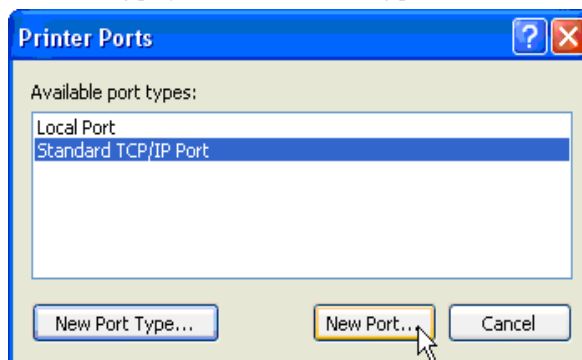 Printer Ports
Available port types:
Local Port
Standard TCP/IP Port
New Port Type... New Port... Cancel